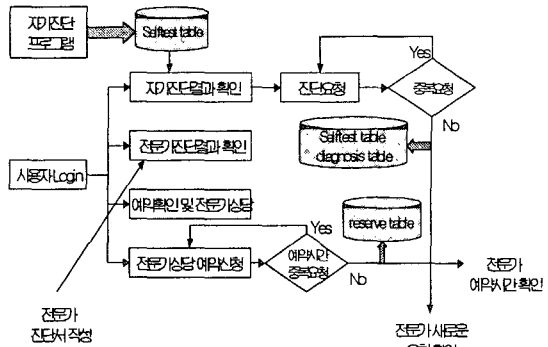 자기진단
프로그램
Selftest table
자기진단결과 확인
진단요청
Yes
중복요청
No
전문가진단결과 확인
Selftest table
diagnosis table
사용자Login
예약확인 및 전문가상담
reserve table
Yes
전문가상담 예약신청
예약시간
중복요청
No
전문가
예약시간 확인
전문가
진단서 작성
전문가 새로운